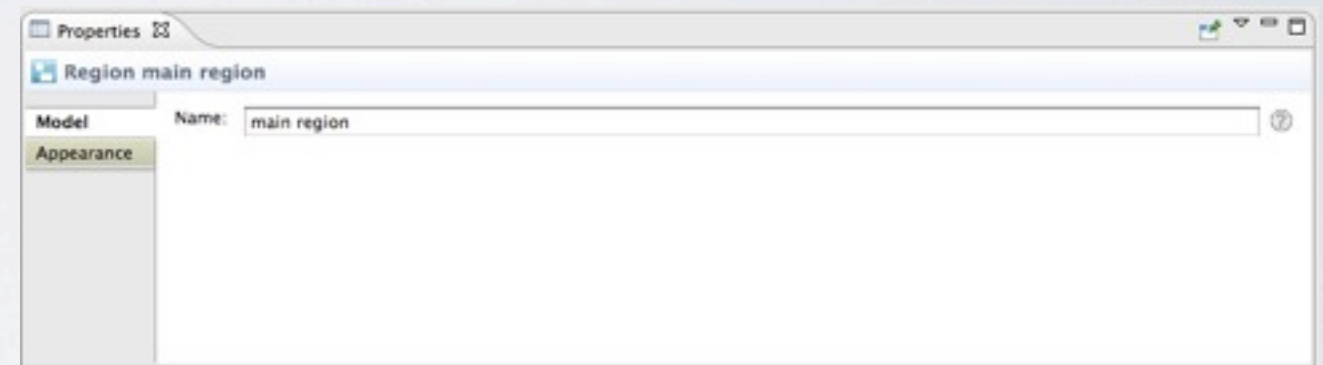 Properties
Region main region
Model
Name: main region
Appearance